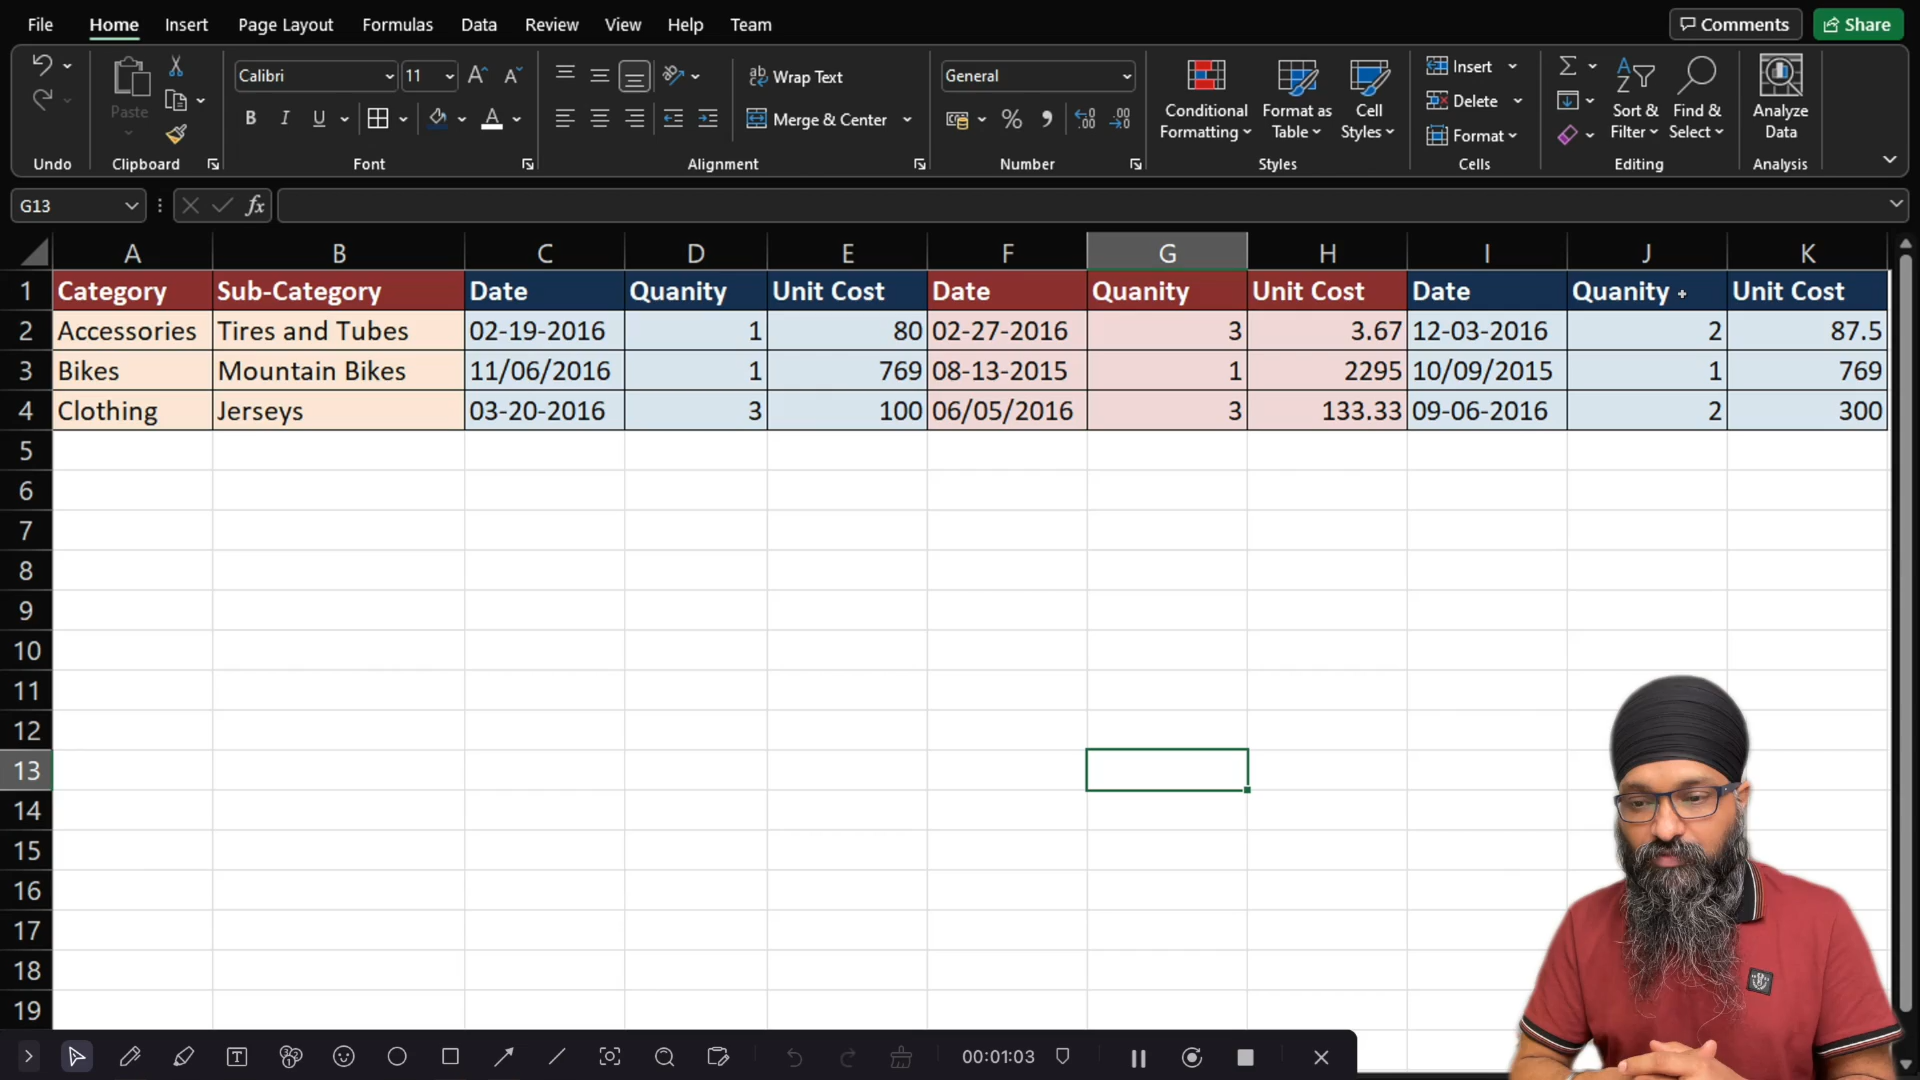 File Home Insert Page Layout Formulas Data Review View Help Team Comments Share
Calibri 11 Wrap Text General Insert
Paste B I U Merge & Center % Conditional Formatting Format as Table Cell Styles Delete Sort & Filter Find & Select Analyze Data
Format
Undo Clipboard Font Alignment Number Styles Cells Editing Analysis
G13 fx
A B C D E F G H I J K
1 Category Sub-Category Date Quanity Unit Cost Date Quanity Unit Cost Date Quanity Unit Cost
2 Accessories Tires and Tubes 02-19-2016 1 80 02-27-2016 3 3.67 12-03-2016 2 87.5
3 Bikes Mountain Bikes 11/06/2016 1 769 08-13-2015 1 2295 10/09/2015 1 769
4 Clothing Jerseys 03-20-2016 3 100 06/05/2016 3 133.33 09-06-2016 2 300
5
6
7
8
9
10
11
12
13
14
15
16
17
18
19
00:01:03